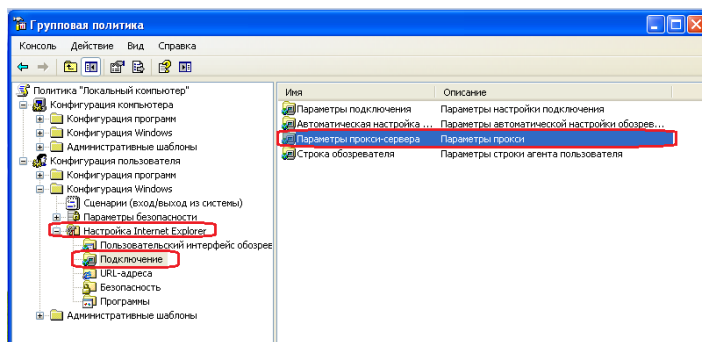 Групповая политика
Консоль Действие Вид Справка
Политика "Локальный компьютер"
Конфигурация компьютера
Конфигурация программ
Конфигурация Windows
Административные шаблоны
Конфигурация пользователя
Конфигурация программ
Конфигурация Windows
Сценарии (вход/выход из системы)
Параметры безопасности
Настройка Internet Explorer
Пользовательский интерфейс обозрев
Подключение
URL-адреса
Безопасность
Программы
Административные шаблоны
Имя Описание
Параметры подключения Параметры настройки подключения
Автоматическая настройка ... Параметры автоматической настройки обозрев...
Параметры прокси-сервера Параметры прокси
Строка обозревателя Параметры строки агента пользователя